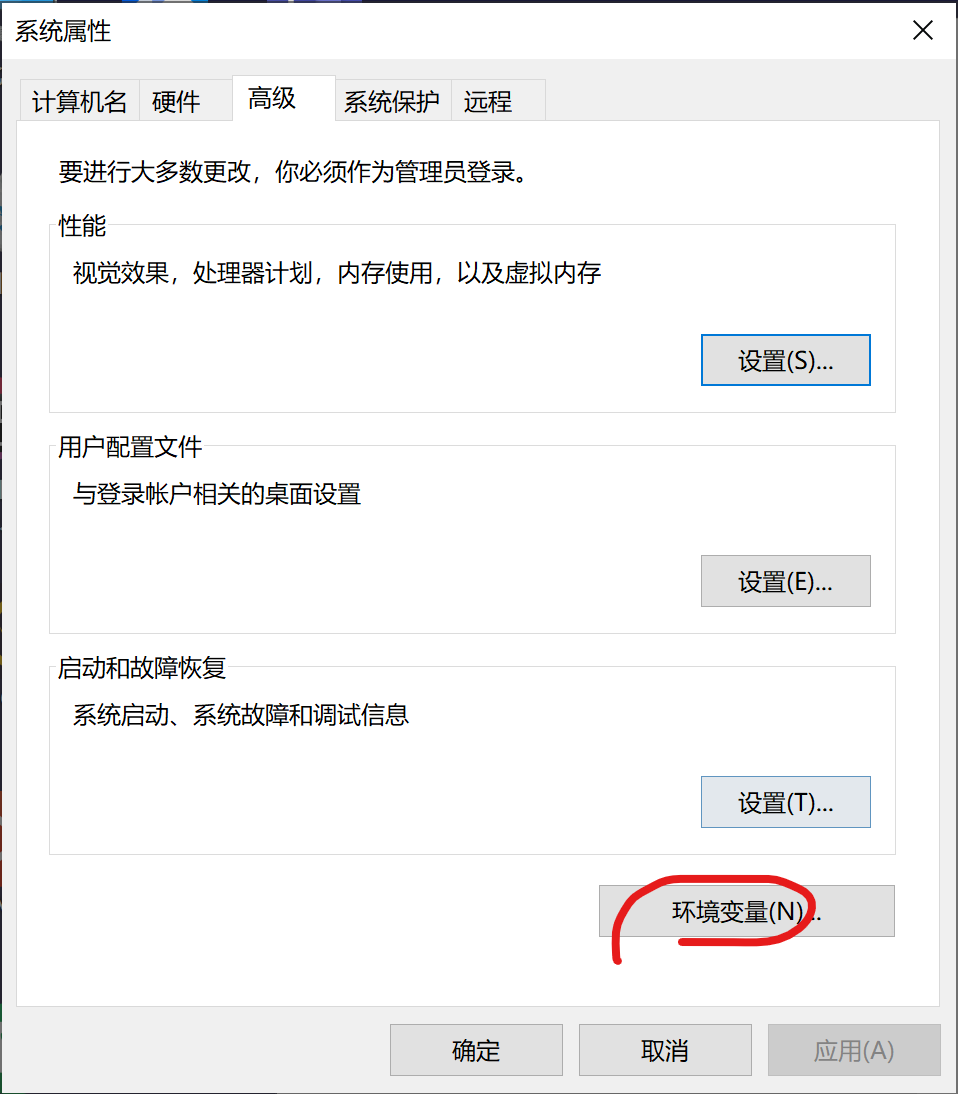 系统属性
计算机名 硬件 高级 系统保护 远程
要进行大多数更改，你必须作为管理员登录。
性能
视觉效果，处理器计划，内存使用，以及虚拟内存
设置(S)...
用户配置文件
与登录帐户相关的桌面设置
设置(E)...
启动和故障恢复
系统启动、系统故障和调试信息
设置(T)...
环境变量(N)...
确定 取消 应用(A)